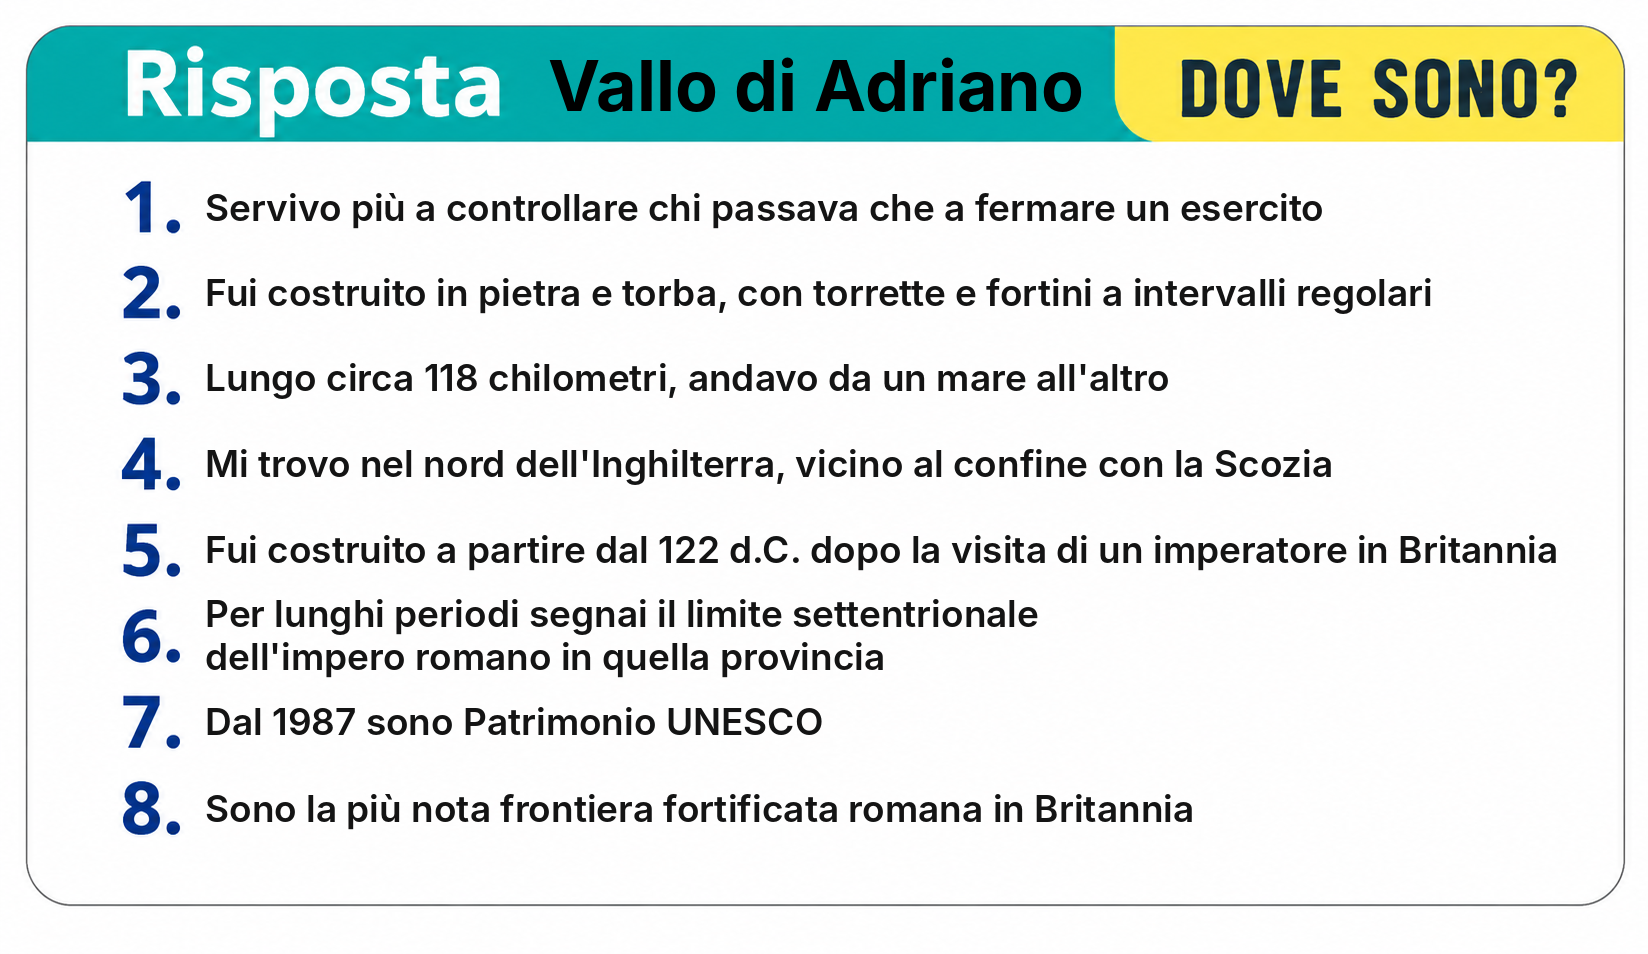 Risposta Vallo di Adriano DOVE SONO?
1. Servivo più a controllare chi passava che a fermare un esercito
2. Fui costruito in pietra e torba, con torrette e fortini a intervalli regolari
3. Lungo circa 118 chilometri, andavo da un mare all'altro
4. Mi trovo nel nord dell'Inghilterra, vicino al confine con la Scozia
5. Fui costruito a partire dal 122 d.C. dopo la visita di un imperatore in Britannia
6. Per lunghi periodi segnai il limite settentrionale
dell'impero romano in quella provincia
7. Dal 1987 sono Patrimonio UNESCO
8. Sono la più nota frontiera fortificata romana in Britannia